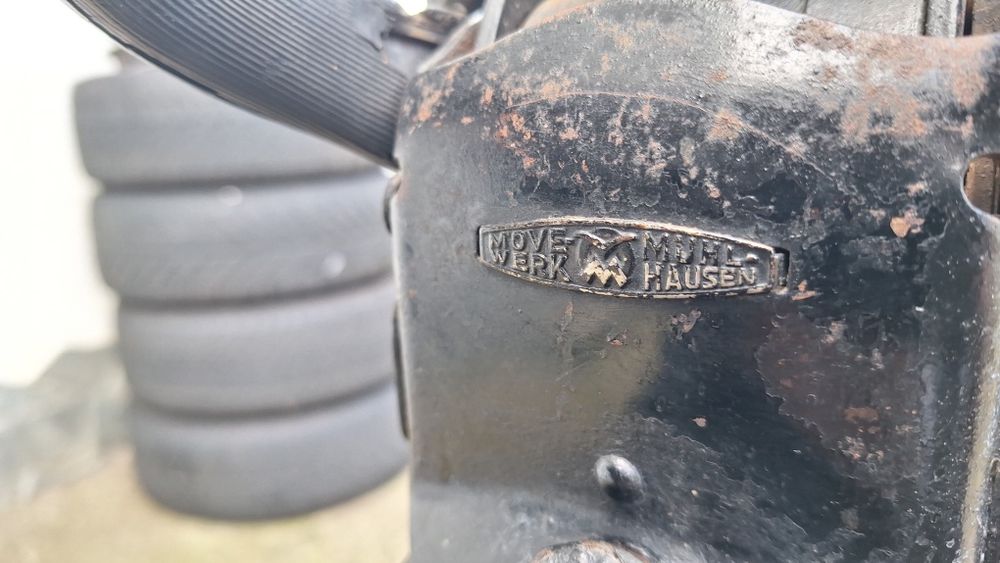 MÖVE-
WERK
MÜHL-
HAUSEN